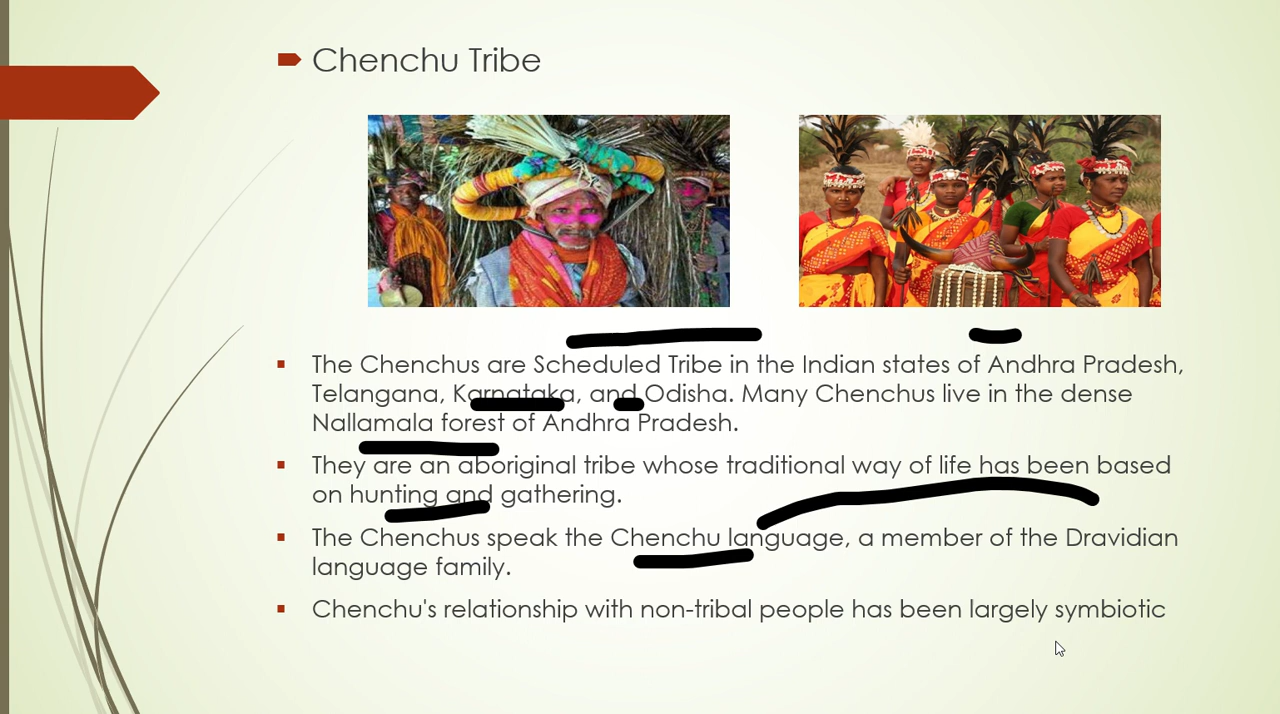 Chenchu Tribe
The Chenchus are Scheduled Tribe in the Indian states of Andhra Pradesh,
Telangana, Karnataka, and Odisha. Many Chenchus live in the dense
Nallamala forest of Andhra Pradesh.
They are an aboriginal tribe whose traditional way of life has been based
on hunting and gathering.
The Chenchus speak the Chenchu language, a member of the Dravidian
language family.
Chenchu's relationship with non-tribal people has been largely symbiotic